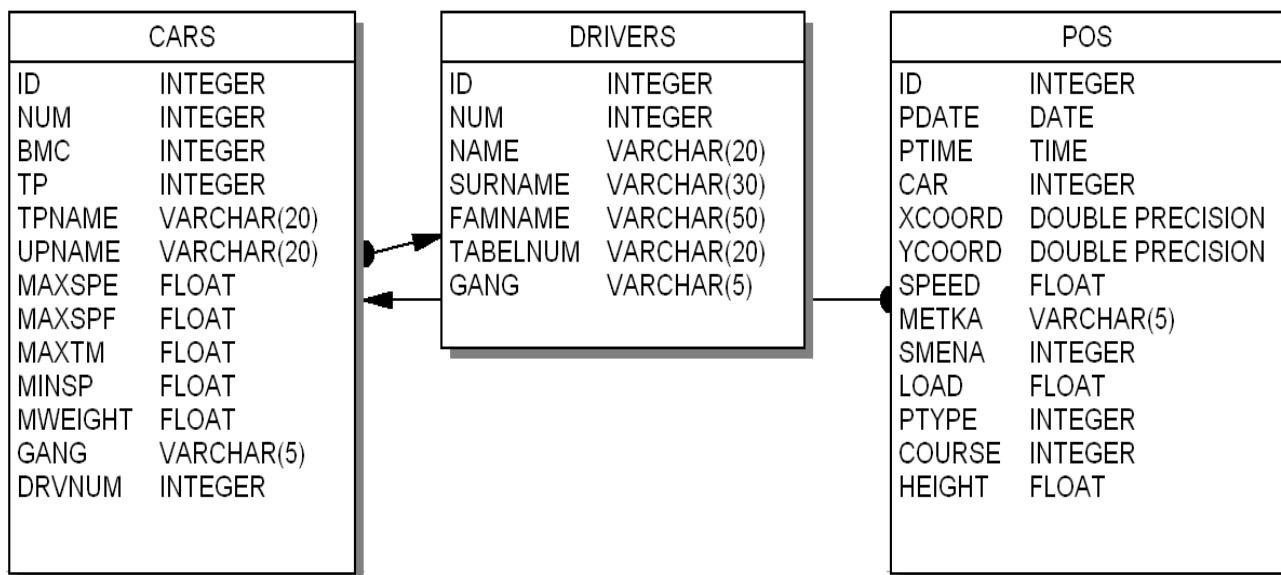 CARS
ID INTEGER
NUM INTEGER
BMC INTEGER
TP INTEGER
TPNAME VARCHAR(20)
UPNAME VARCHAR(20)
MAXSPE FLOAT
MAXSPF FLOAT
MAXTM FLOAT
MINSP FLOAT
MWEIGHT FLOAT
GANG VARCHAR(5)
DRVNUM INTEGER
DRIVERS
ID INTEGER
NUM INTEGER
NAME VARCHAR(20)
SURNAME VARCHAR(30)
FAMNAME VARCHAR(50)
TABELNUM VARCHAR(20)
GANG VARCHAR(5)
POS
ID INTEGER
PDATE DATE
PTIME TIME
CAR INTEGER
XCOORD DOUBLE PRECISION
YCOORD DOUBLE PRECISION
SPEED FLOAT
METKA VARCHAR(5)
SMENA INTEGER
LOAD FLOAT
PTYPE INTEGER
COURSE INTEGER
HEIGHT FLOAT